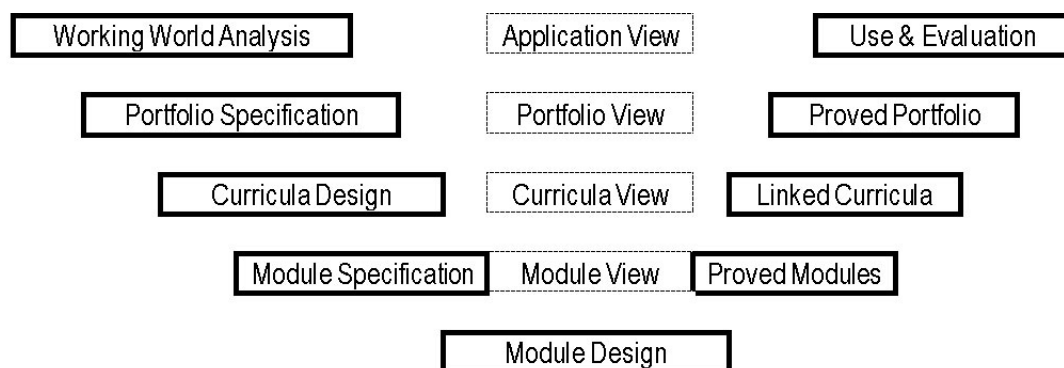 Working World Analysis Application View Use & Evaluation
Portfolio Specification Portfolio View Proved Portfolio
Curricula Design Curricula View Linked Curricula
Module Specification Module View Proved Modules
Module Design